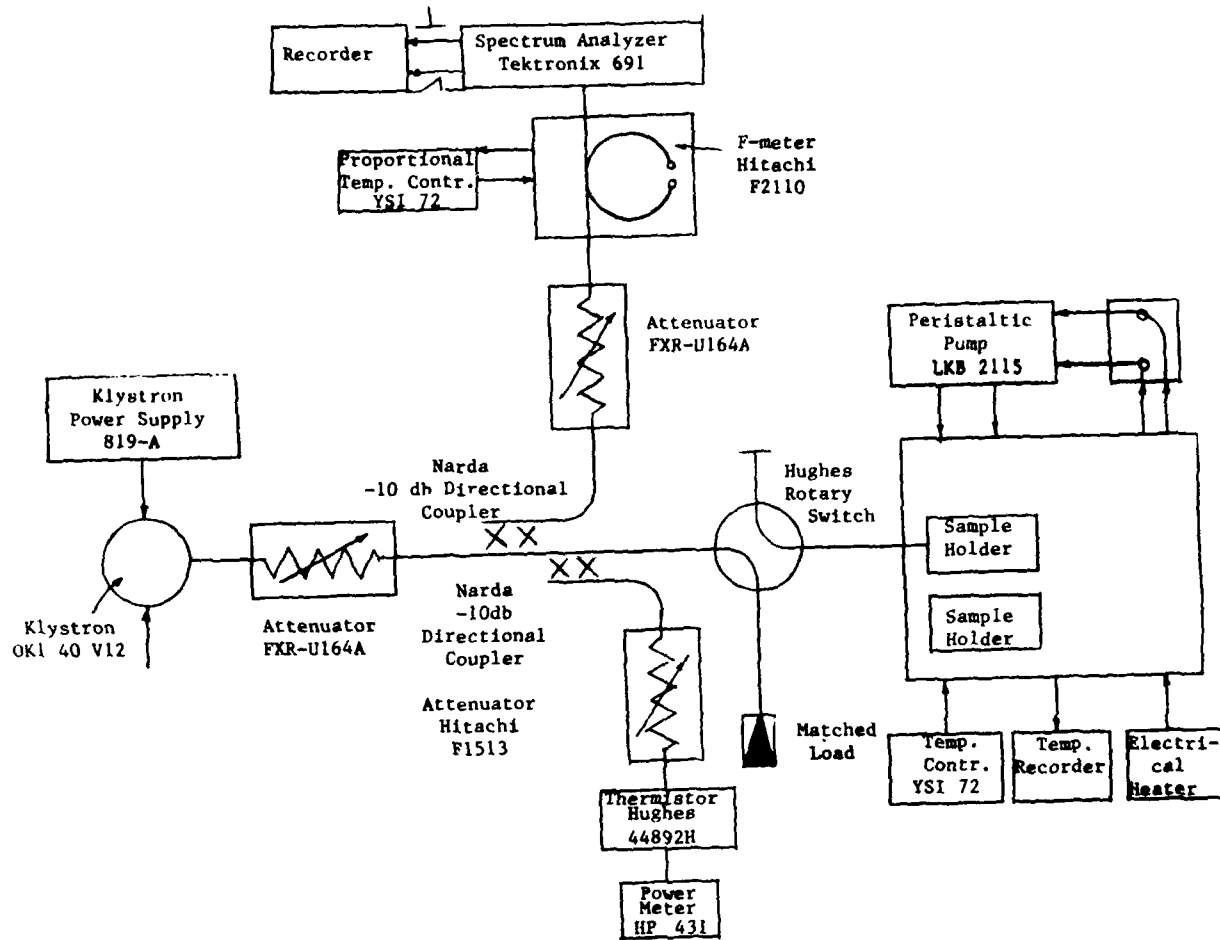 Recorder
Spectrum Analyzer
Tektronix 691
Proportional
Temp. Contr.
YSI 72
F-meter
Hitachi
F2110
Attenuator
FXR-U164A
Peristaltic
Pump
LKB 2115
Klystron
Power Supply
819-A
Narda
-10 db Directional
Coupler
Hughes
Rotary
Switch
Sample
Holder
Sample
Holder
Klystron
OKI 40 V12
Attenuator
FXR-U164A
Narda
-10db
Directional
Coupler
Attenuator
Hitachi
F1513
Matched
Load
Temp.
Contr.
YSI 72
Temp.
Recorder
Electri-
cal
Heater
Thermistor
Hughes
44892H
Power
Meter
HP 431